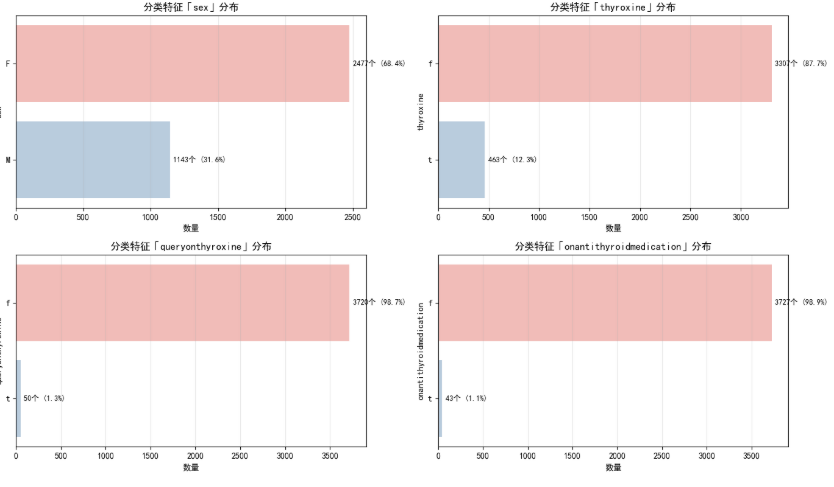 分类特征「sex」分布
F
2477个 (68.4%)
M
1143个 (31.6%)
0 500 1000 1500 2000 2500
数量
分类特征「thyroxine」分布
thyroxine
f
3307个 (87.7%)
t
463个 (12.3%)
0 500 1000 1500 2000 2500 3000
数量
分类特征「queryonthyroxine」分布
f
3720个 (98.7%)
t
50个 (1.3%)
0 500 1000 1500 2000 2500 3000 3500
数量
分类特征「onantithyroidmedication」分布
onantithyroidmedication
f
3727个 (98.9%)
t
43个 (1.1%)
0 500 1000 1500 2000 2500 3000 3500
数量